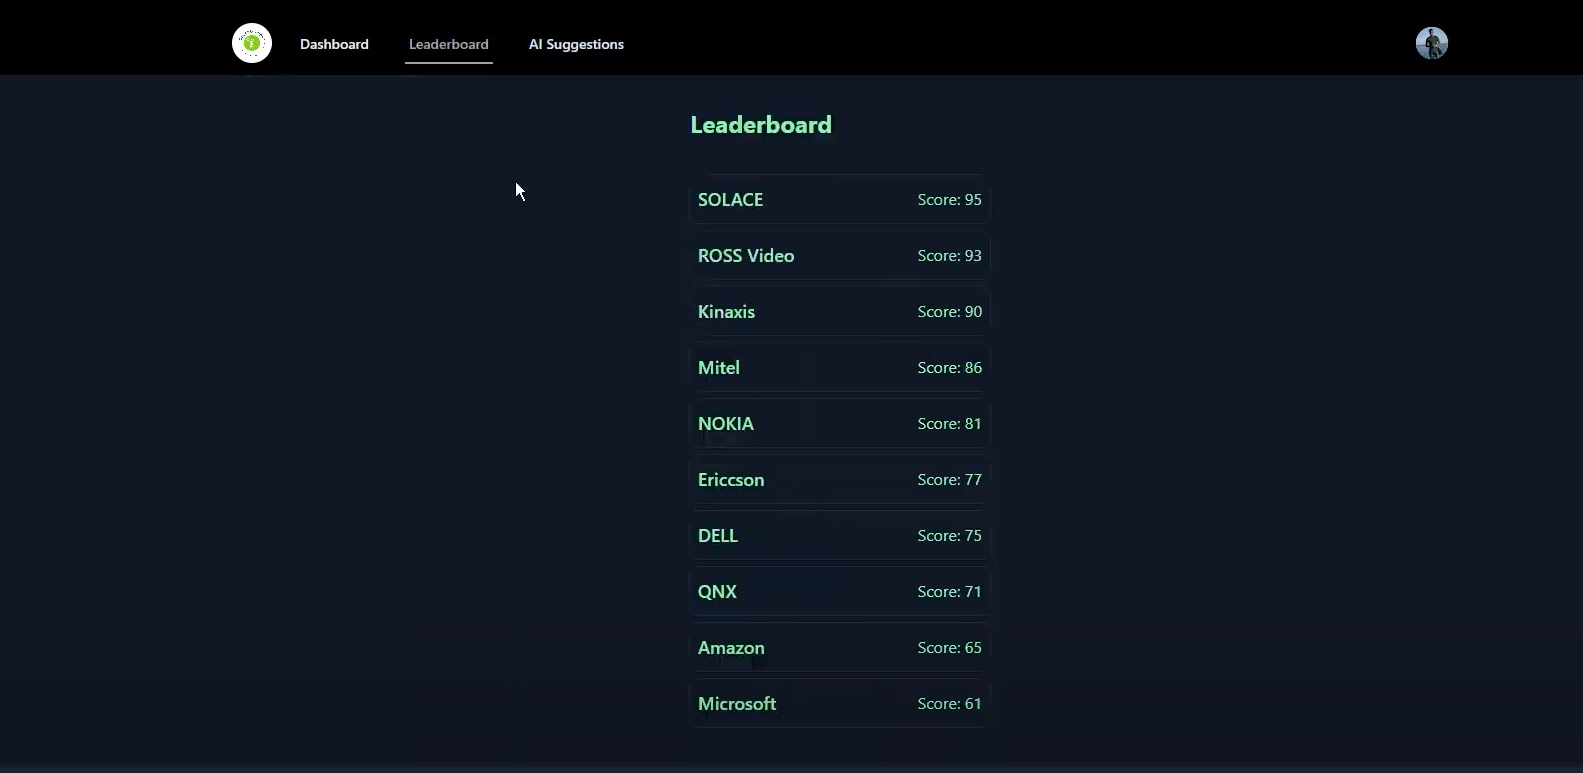 Dashboard Leaderboard AI Suggestions
Leaderboard
SOLACE Score: 95
ROSS Video Score: 93
Kinaxis Score: 90
Mitel Score: 86
NOKIA Score: 81
Ericcson Score: 77
DELL Score: 75
QNX Score: 71
Amazon Score: 65
Microsoft Score: 61